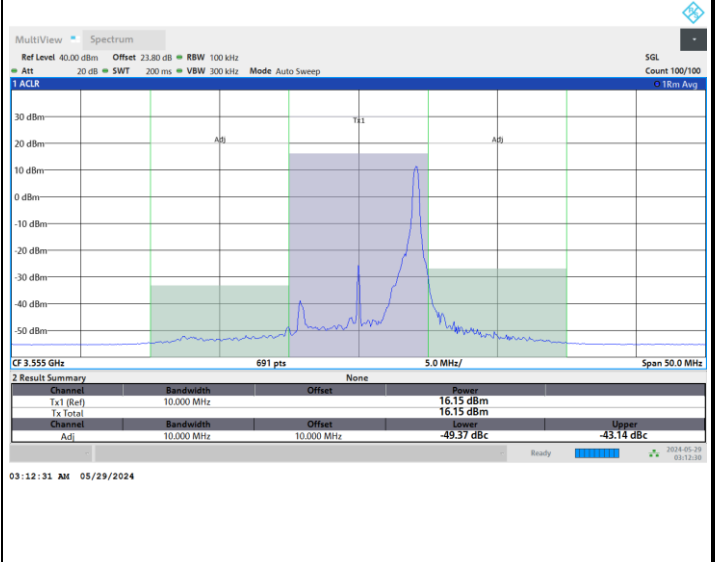 MultiView Spectrum
Ref Level 40.00 dBm Offset 23.80 dB RBW 100 kHz SGL
Att 20 dB SWT 200 ms VBW 300 kHz Mode Auto Sweep Count 100/100
1 ACLR 1Rm Avg
30 dBm
Tx1
20 dBm Adj Adj
10 dBm
0 dBm
-10 dBm
-20 dBm
-30 dBm
-40 dBm
-50 dBm
CF 3.555 GHz 691 pts 5.0 MHz/ Span 50.0 MHz
2 Result Summary None
Channel Bandwidth Offset Power
Tx1 (Ref) 10.000 MHz 16.15 dBm
Tx Total 16.15 dBm
Channel Bandwidth Offset Lower Upper
Adj 10.000 MHz 10.000 MHz -49.37 dBc -43.14 dBc
Ready 2024-05-29
03:12:30
03:12:31 AM 05/29/2024